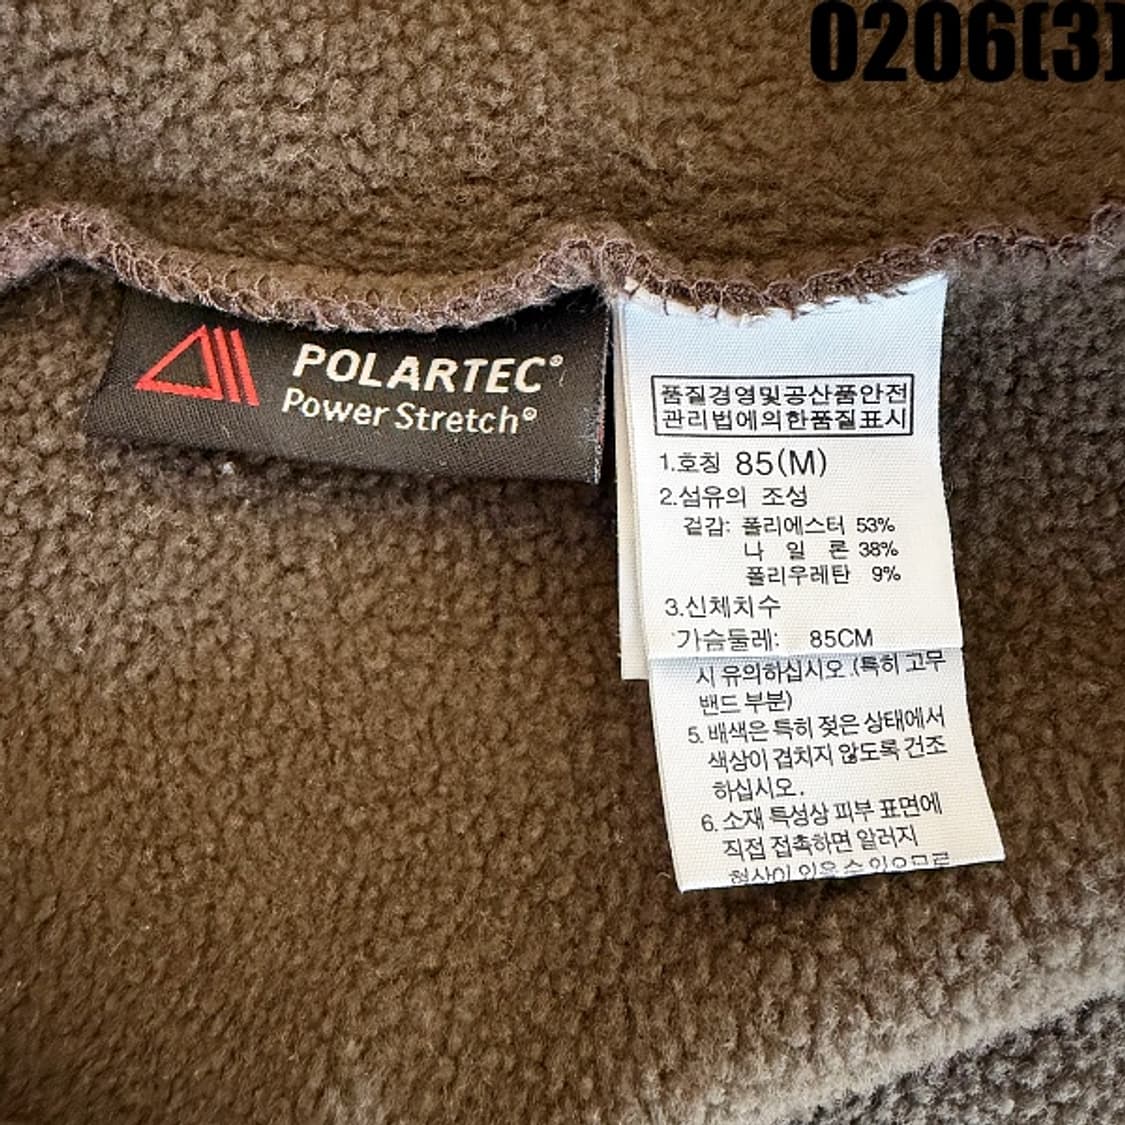 0206(3)
POLARTEC®
Power Stretch®
품질경영및공산품안전
관리법에의한품질표시
1.호칭 85(M)
2.섬유의 조성
겉감: 폴리에스터 53%
나 일 론 38%
폴리우레탄 9%
3.신체치수
가슴둘레: 85CM
시 유의하십시오.(특히 고무
밴드 부분)
5. 배색은 특히 젖은 상태에서
색상이 겹치지 않도록 건조
하십시오.
6. 소재 특성상 피부 표면에
직접 접촉하면 알러지